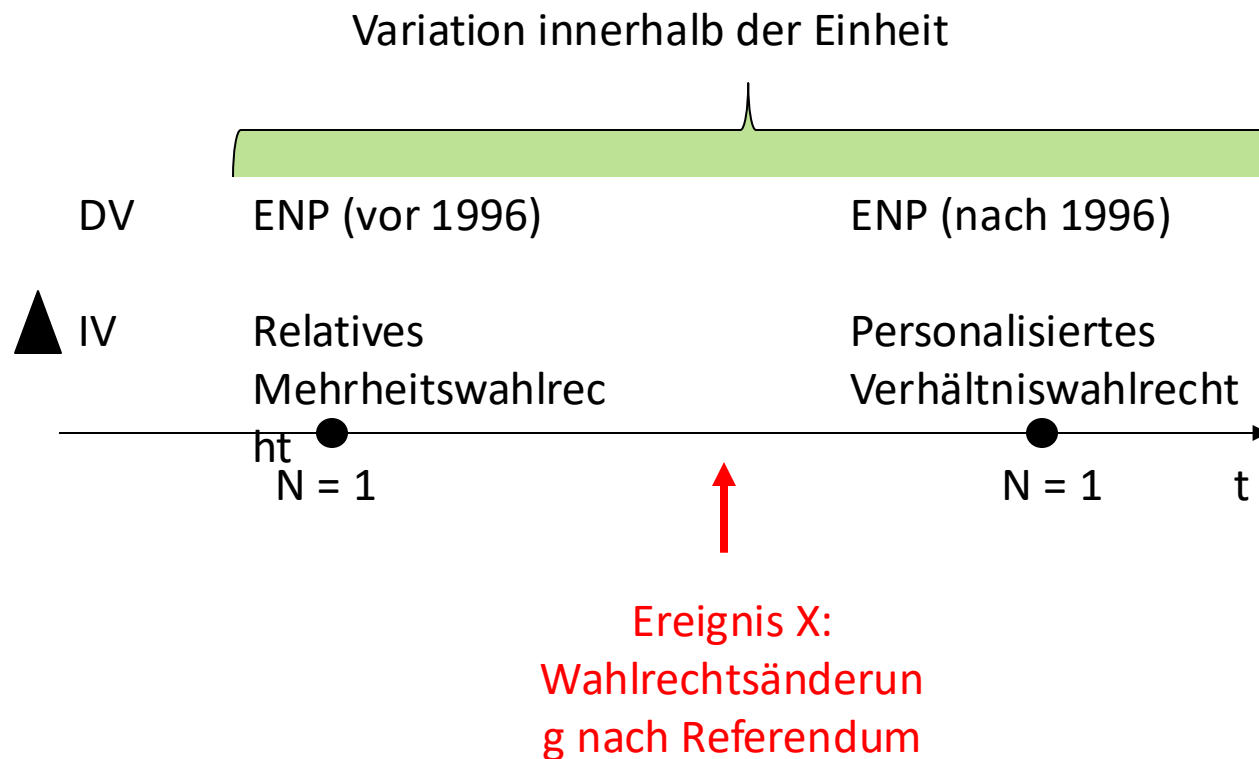 Variation innerhalb der Einheit
DV ENP (vor 1996) ENP (nach 1996)
IV Relatives Personalisiertes
Mehrheitswahlrec Verhältniswahlrecht
ht
N = 1 N = 1 t
Ereignis X:
Wahlrechtsänderun
g nach Referendum